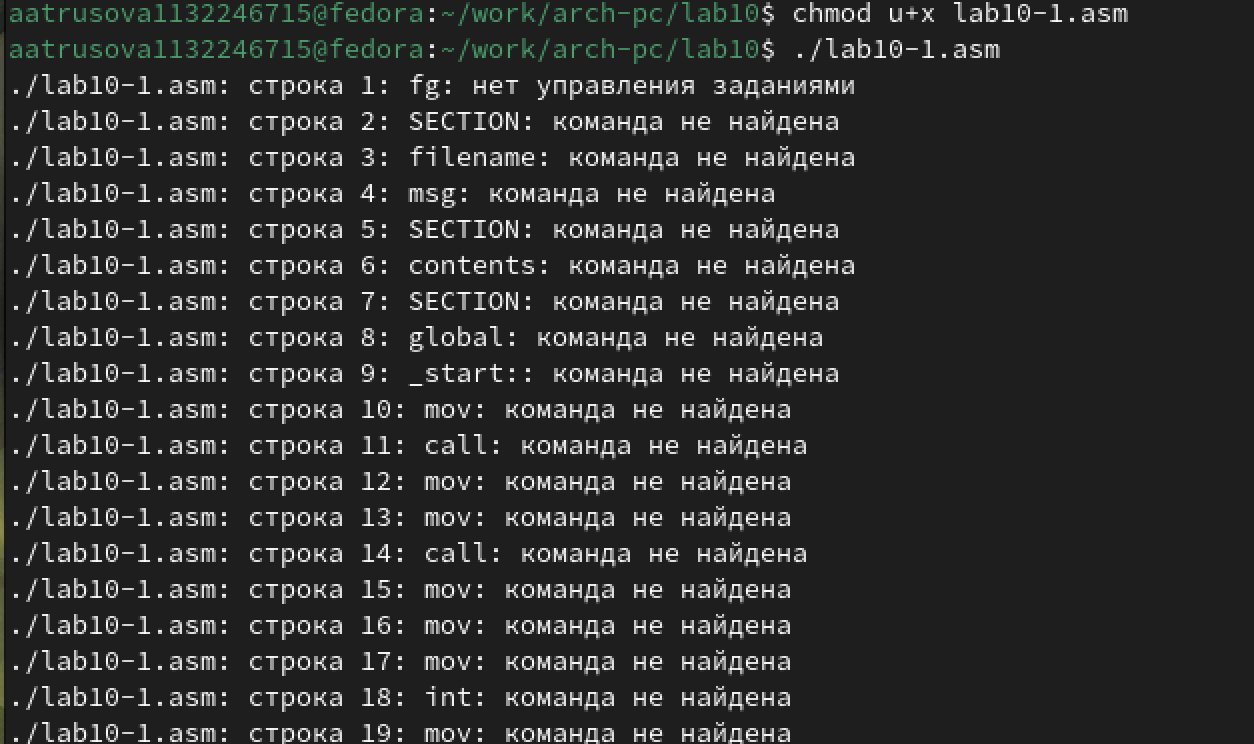 aatrusova1132246715@fedora:~/work/arch-pc/lab10$ chmod u+x lab10-1.asm
aatrusova1132246715@fedora:~/work/arch-pc/lab10$ ./lab10-1.asm
./lab10-1.asm: строка 1: fg: нет управления заданиями
./lab10-1.asm: строка 2: SECTION: команда не найдена
./lab10-1.asm: строка 3: filename: команда не найдена
./lab10-1.asm: строка 4: msg: команда не найдена
./lab10-1.asm: строка 5: SECTION: команда не найдена
./lab10-1.asm: строка 6: contents: команда не найдена
./lab10-1.asm: строка 7: SECTION: команда не найдена
./lab10-1.asm: строка 8: global: команда не найдена
./lab10-1.asm: строка 9: _start:: команда не найдена
./lab10-1.asm: строка 10: mov: команда не найдена
./lab10-1.asm: строка 11: call: команда не найдена
./lab10-1.asm: строка 12: mov: команда не найдена
./lab10-1.asm: строка 13: mov: команда не найдена
./lab10-1.asm: строка 14: call: команда не найдена
./lab10-1.asm: строка 15: mov: команда не найдена
./lab10-1.asm: строка 16: mov: команда не найдена
./lab10-1.asm: строка 17: mov: команда не найдена
./lab10-1.asm: строка 18: int: команда не найдена
./lab10-1.asm: строка 19: mov: команда не найдена